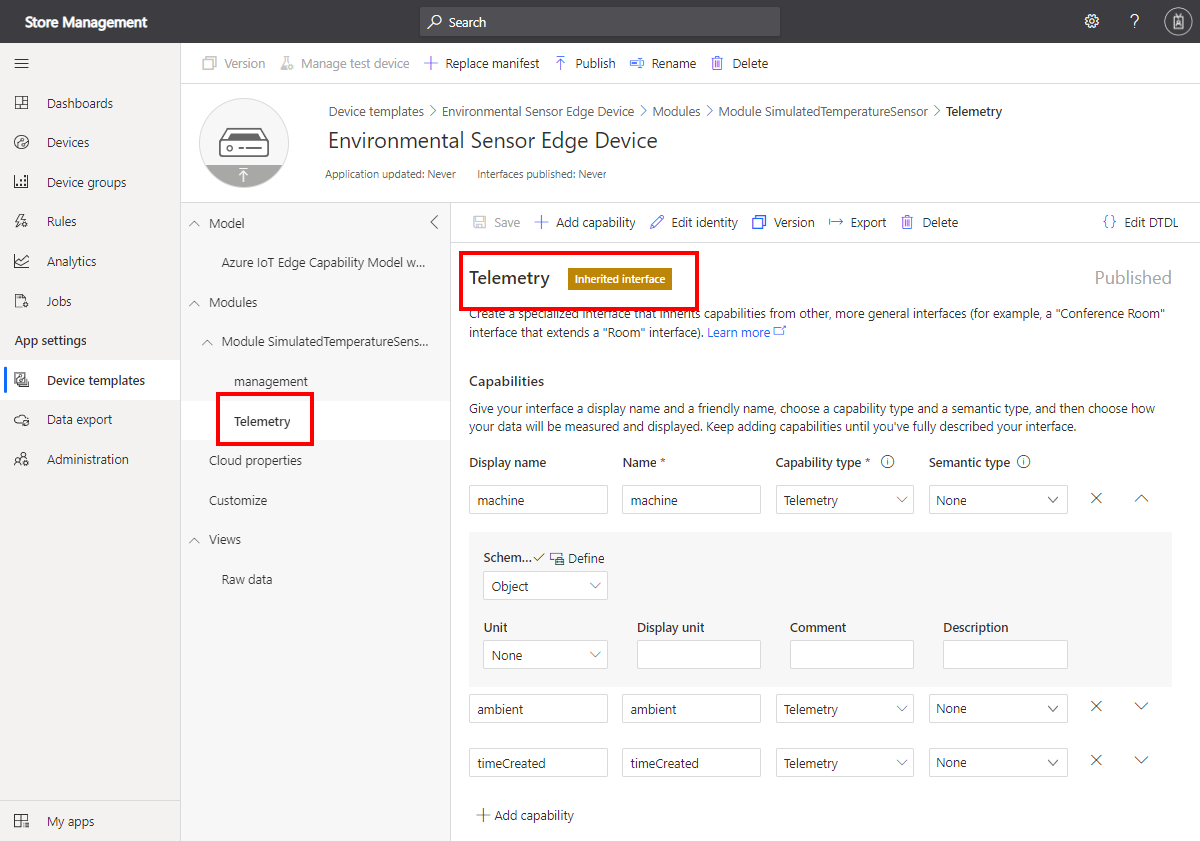 Store Management
Search
?
Version
Manage test device
Replace manifest
Publish
Rename
Delete
Dashboards
Devices
Device groups
Rules
Analytics
Jobs
App settings
Device templates
Data export
Administration
My apps
Device templates > Environmental Sensor Edge Device > Modules > Module SimulatedTemperatureSensor > Telemetry
Environmental Sensor Edge Device
Application updated: Never
Interfaces published: Never
Model
Azure IoT Edge Capability Model w...
Modules
Module SimulatedTemperatureSens...
management
Telemetry
Cloud properties
Customize
Views
Raw data
Save
Add capability
Edit identity
Version
Export
Delete
{} Edit DTDL
Telemetry
Inherited interface
Published
Create a specialized interface that inherits capabilities from other, more general interfaces (for example, a "Conference Room"
interface that extends a "Room" interface). Learn more
Capabilities
Give your interface a display name and a friendly name, choose a capability type and a semantic type, and then choose how
your data will be measured and displayed. Keep adding capabilities until you've fully described your interface.
Display name
Name *
Capability type *
Semantic type
machine
machine
Telemetry
None
Schem...
Define
Object
Unit
Display unit
Comment
Description
None
ambient
ambient
Telemetry
None
timeCreated
timeCreated
Telemetry
None
Add capability